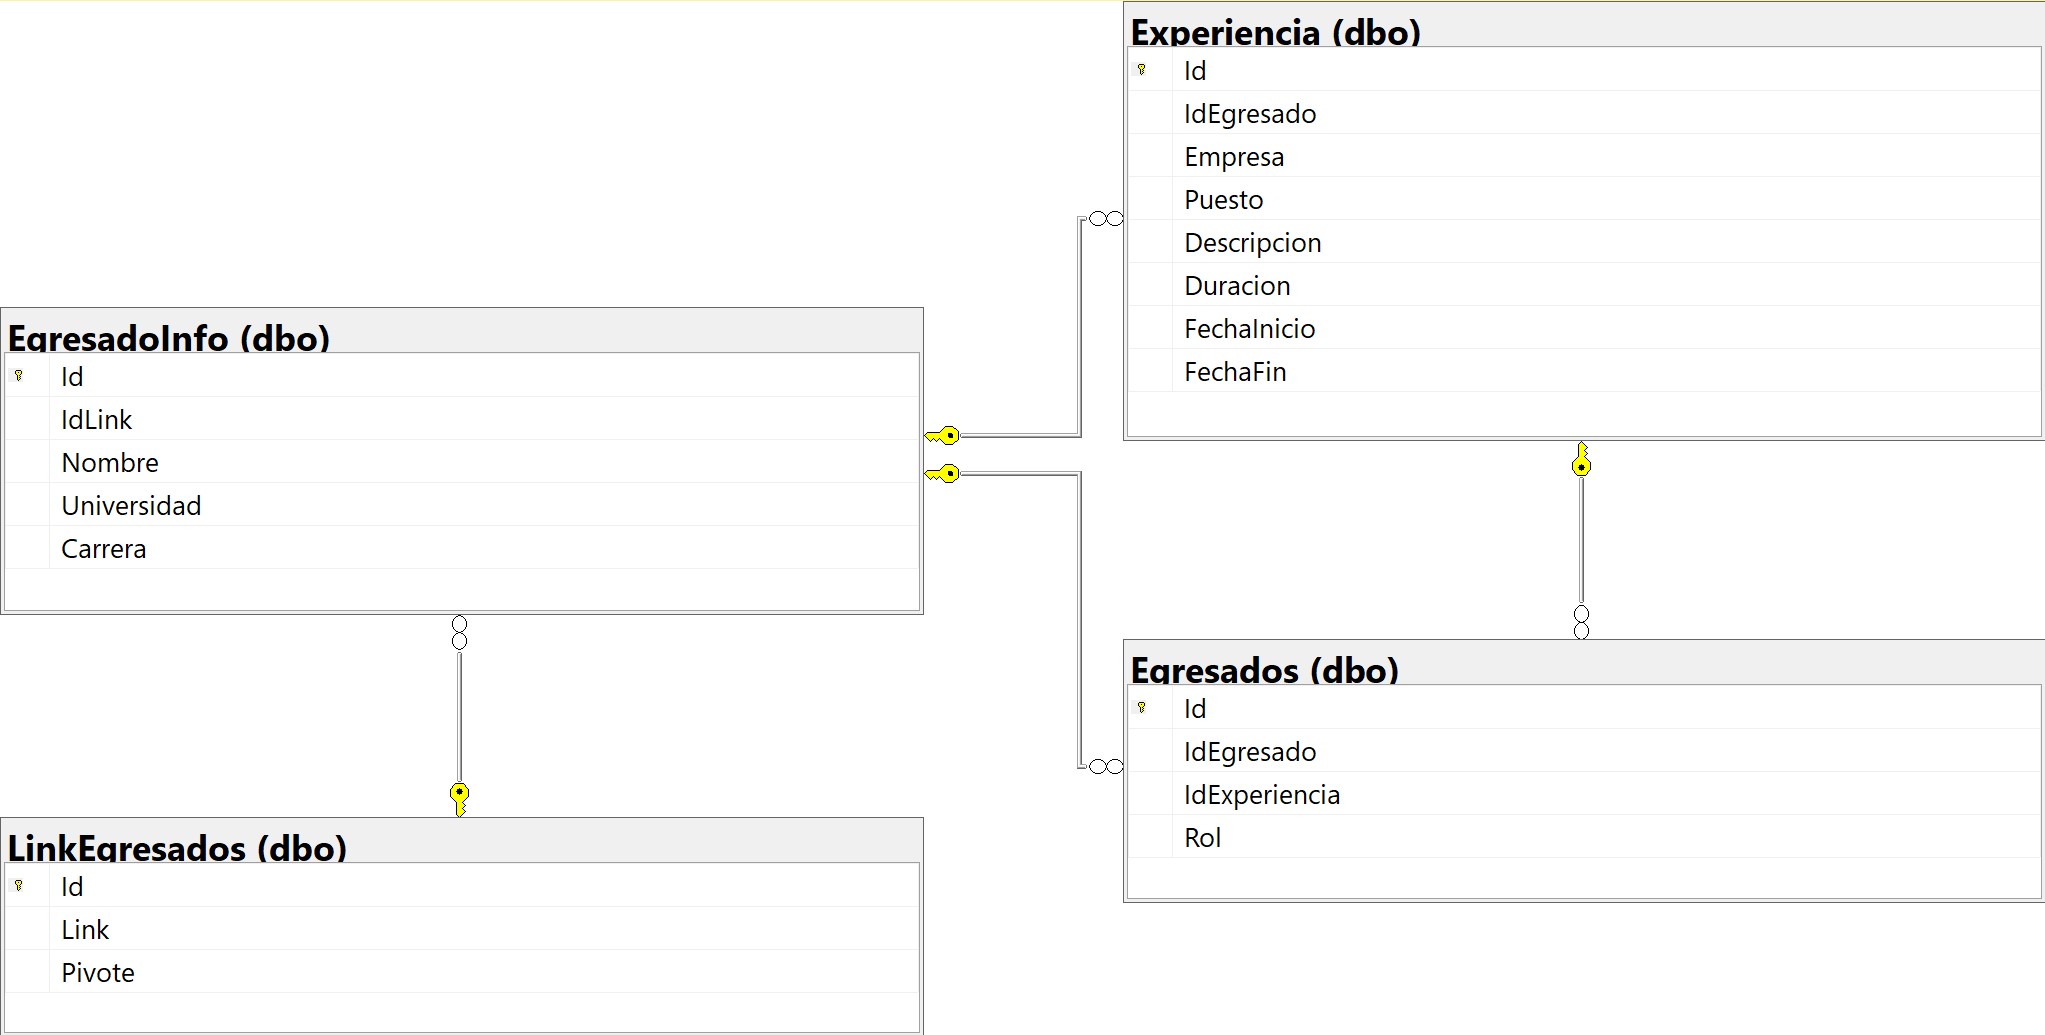 Experiencia (dbo)
Id
IdEgresado
Empresa
Puesto
Descripcion
Duracion
FechaInicio
FechaFin
EgresadoInfo (dbo)
Id
IdLink
Nombre
Universidad
Carrera
Egresados (dbo)
Id
IdEgresado
IdExperiencia
Rol
LinkEgresados (dbo)
Id
Link
Pivote